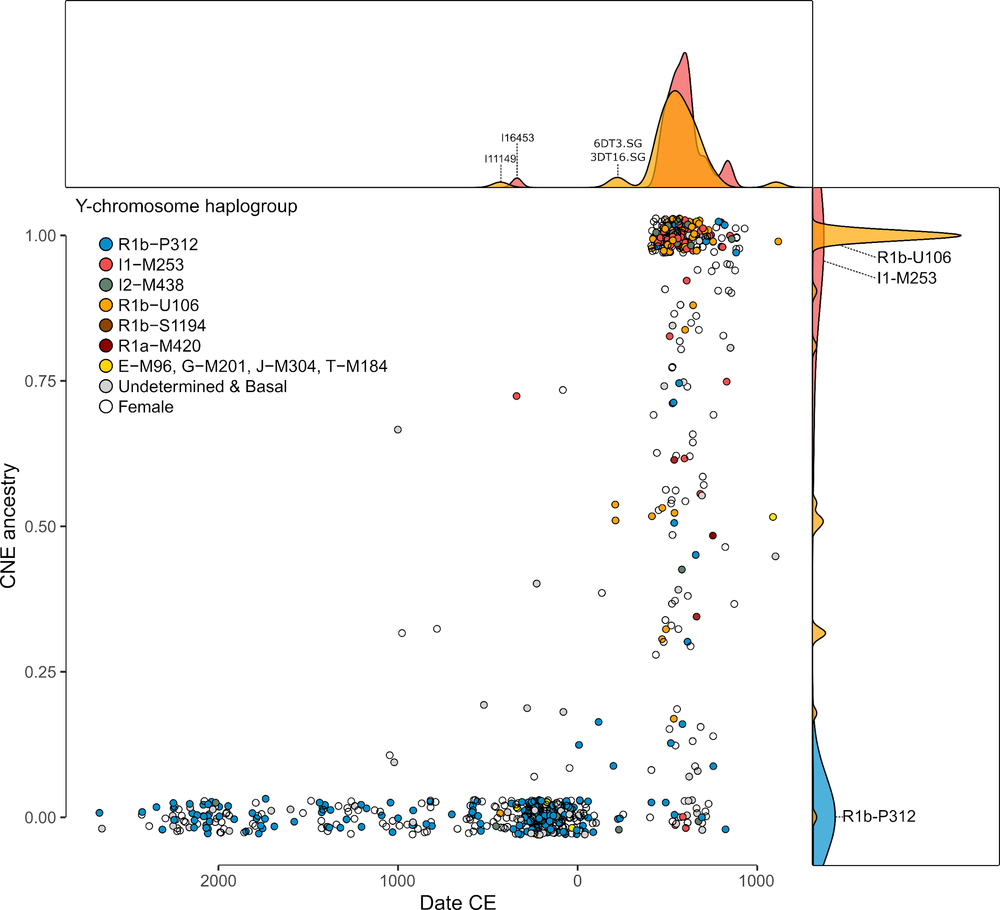 I16453
I11149
6DT3.SG
3DT16.SG
Y-chromosome haplogroup
R1b−P312
I1−M253
I2−M438
R1b−U106
R1b−S1194
R1a−M420
E−M96, G−M201, J−M304, T−M184
Undetermined & Basal
Female
R1b-U106
I1-M253
R1b-P312
1.00
0.75
0.50
0.25
0.00
CNE ancestry
2000
1000
0
1000
Date CE